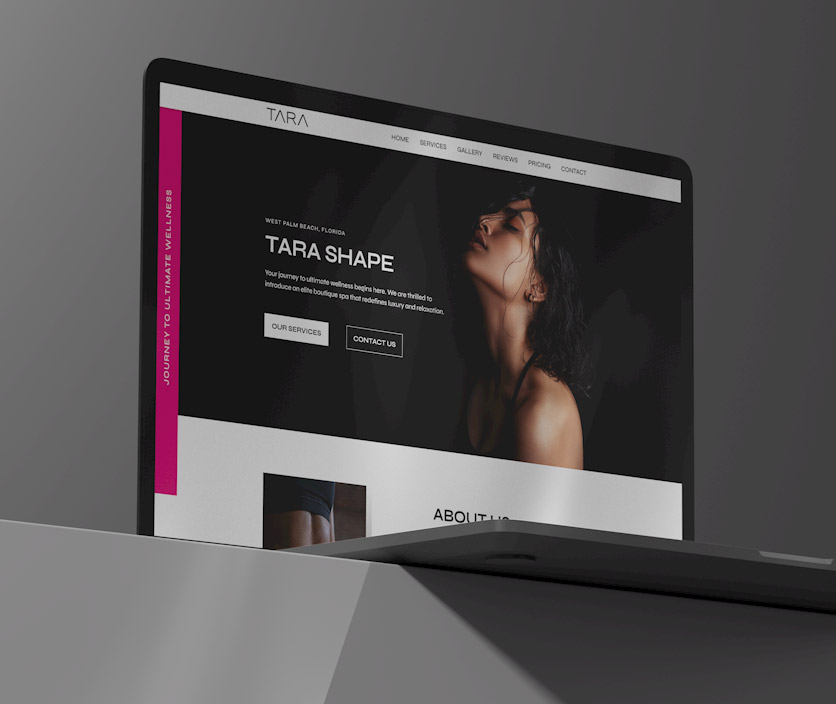 TARA
HOME SERVICES GALLERY REVIEWS PRICING CONTACT
JOURNEY TO ULTIMATE WELLNESS
WEST PALM BEACH, FLORIDA
TARA SHAPE
Your journey to ultimate wellness begins here. We are thrilled to
introduce an elite boutique spa that redefines luxury and relaxation.
OUR SERVICES CONTACT US
ABOUT US